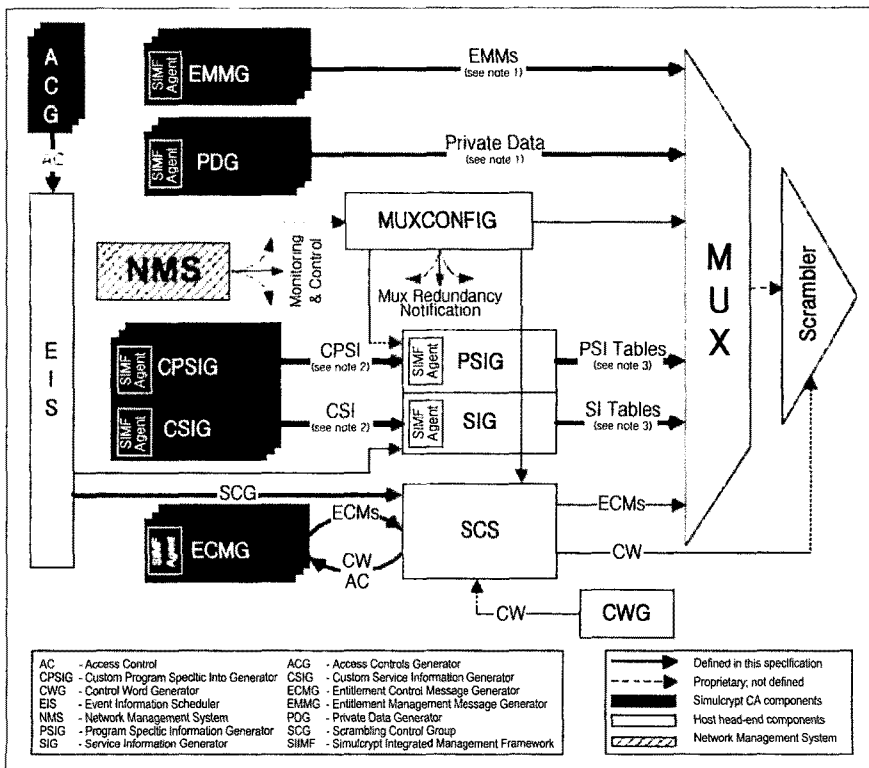 A
C
G
AC
SIMF
Agent
EMMG
EMMs
(see note 1)
SIMF
Agent
PDG
Private Data
(see note 1)
MUXCONFIG
NMS
Monitoring
& Control
Mux Redundancy
Notification
M
U
X
Scrambler
E
I
S
SIMF
Agent
CPSIG
CPSI
(see note 2)
SIMF
Agent
PSIG
PSI Tables
(see note 3)
SIMF
Agent
CSIG
CSI
(see note 2)
SIMF
Agent
SIG
SI Tables
(see note 3)
SCG
SIMF
Agent
ECMG
ECMs
CW
AC
SCS
ECMs
CW
CW
CWG
AC - Access Control
CPSIG - Custom Program Specific Into Generator
CWG - Control Word Generator
EIS - Event Information Scheduler
NMS - Network Management System
PSIG - Program Specific Information Generator
SIG - Service Information Generator
ACG - Access Controls Generator
CSIG - Custom Service Information Generator
ECMG - Entitlement Control Message Generator
EMMG - Entitlement Management Message Generator
PDG - Private Data Generator
SCG - Scrambling Control Group
SIMF - Simulcrypt Integrated Management Framework
Defined in this specification
Proprietary; not defined
Simulcrypt CA components
Host head-end components
Network Management System